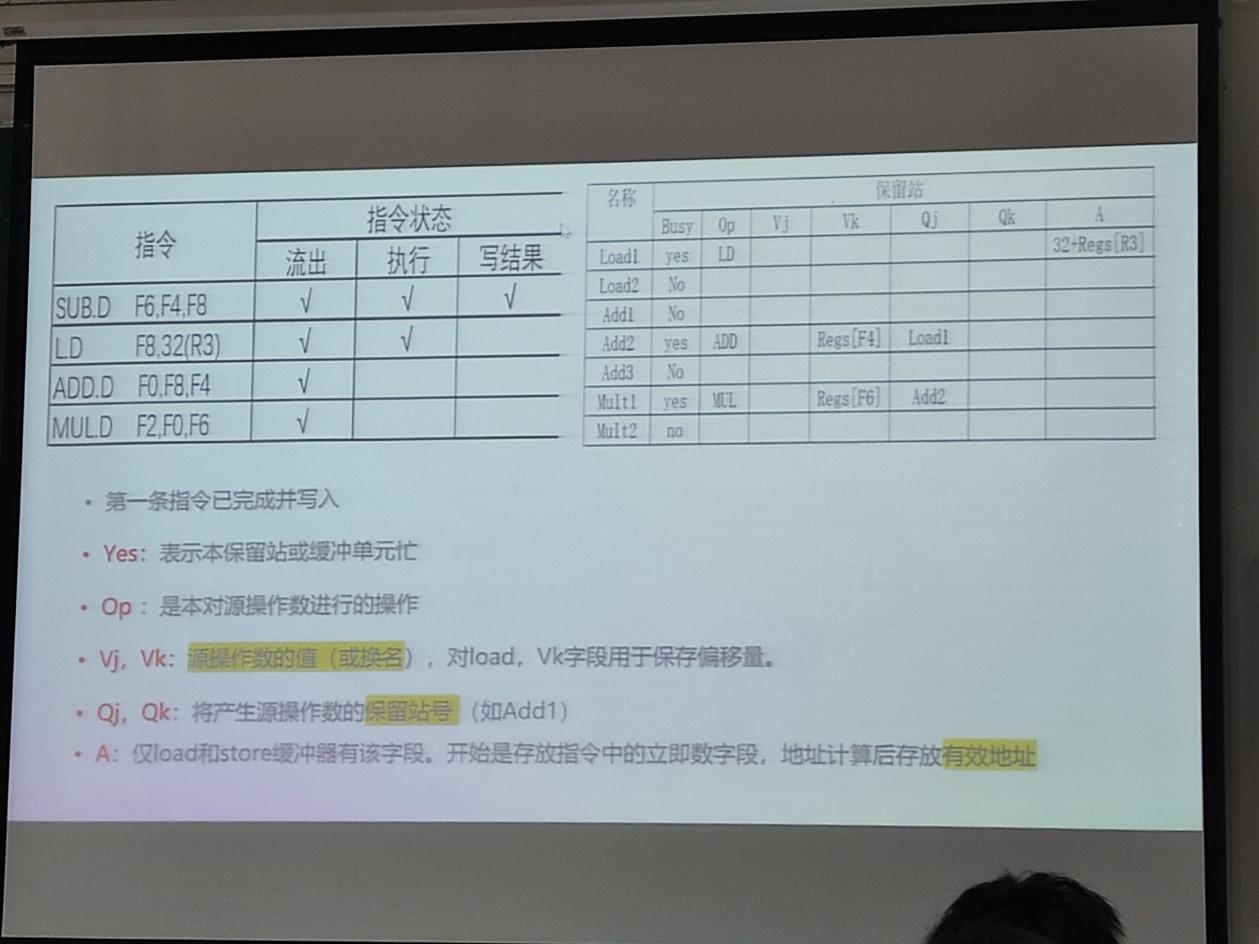 指令 指令状态
流出 执行 写结果
SUB.D F6,F4,F8 √ √ √
L.D F8,32(R3) √ √
ADD.D F0,F8,F4 √
MUL.D F2,F0,F6 √
名称 保留站
Busy Op Vj Vk Qj Qk A
Load1 yes LD 32+Regs[R3]
Load2 No
Add1 No
Add2 yes ADD Regs[F4] Load1
Add3 No
Mult1 yes MUL Regs[F6] Add2
Mult2 no
• 第一条指令已完成并写入
• Yes：表示本保留站或缓冲单元忙
• Op ：是本对源操作数进行的操作
• Vj，Vk：源操作数的值（或换名），对load，Vk字段用于保存偏移量。
• Qj，Qk：将产生源操作数的保留站号 （如Add1）
• A：仅load和store缓冲器有该字段。开始是存放指令中的立即数字段，地址计算后存放有效地址